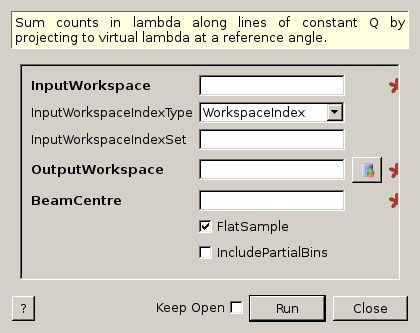 Sum counts in lambda along lines of constant Q by
projecting to virtual lambda at a reference angle.
InputWorkspace
InputWorkspaceIndexType WorkspaceIndex
InputWorkspaceIndexSet
OutputWorkspace
BeamCentre
FlatSample
IncludePartialBins
? Keep Open Run Close